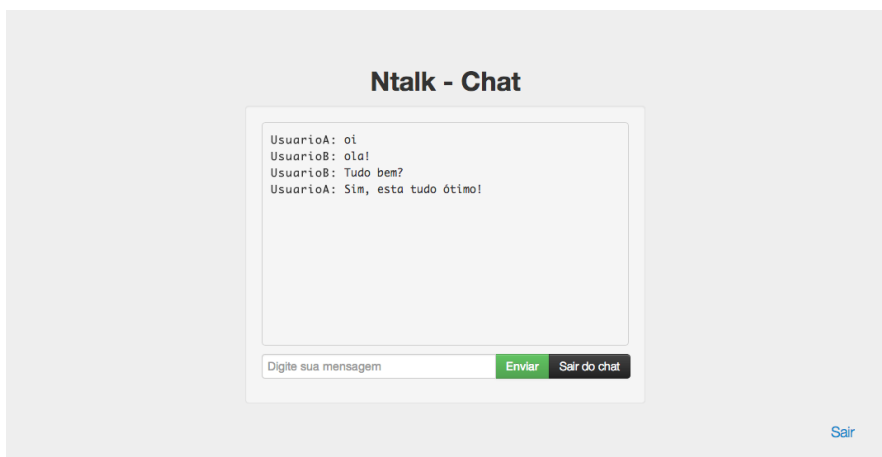 Ntalk - Chat
UsuarioA: oi
UsuarioB: ola!
UsuarioB: Tudo bem?
UsuarioA: Sim, esta tudo ótimo!
Digite sua mensagem Enviar Sair do chat
Sair